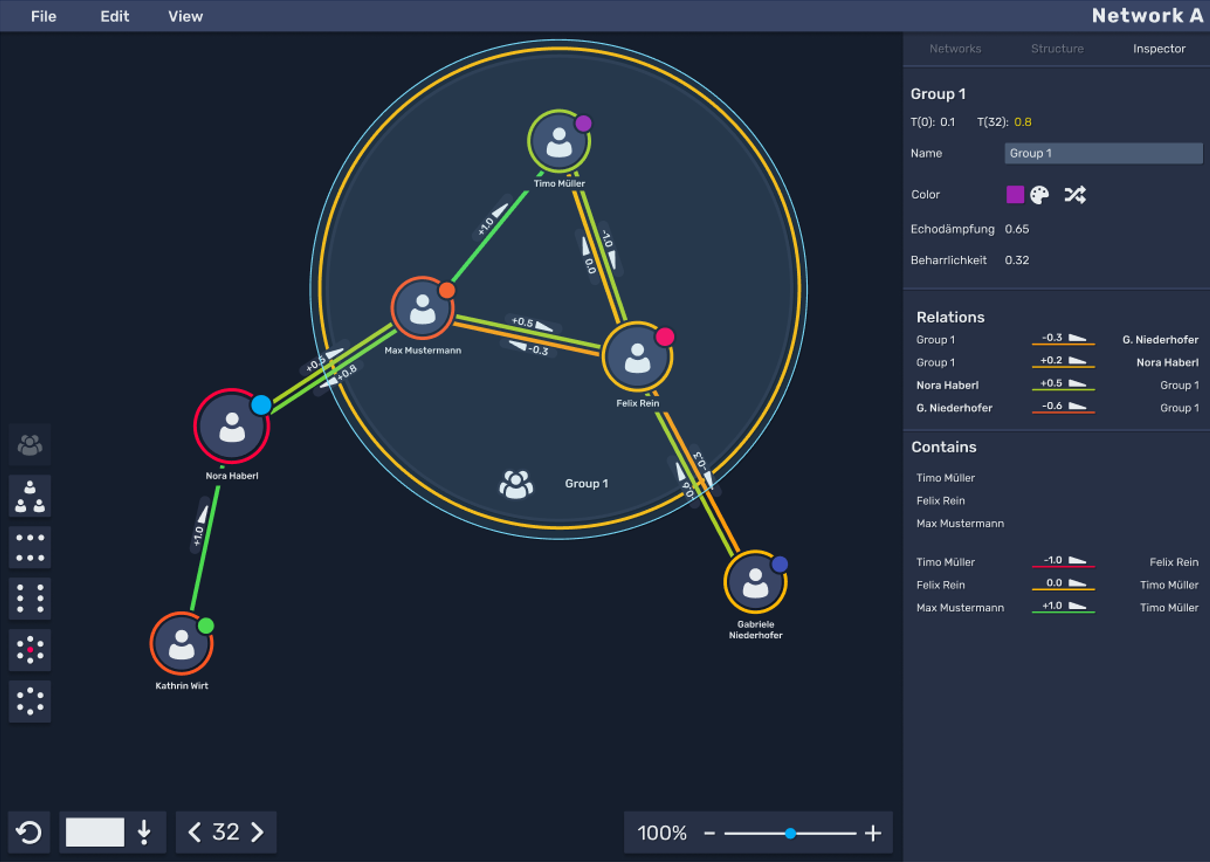 File Edit View Network A
Networks Structure Inspector
Group 1
T(0): 0.1 T(32): 0.8
Name Group 1
Color
Echodämpfung 0.65
Beharrlichkeit 0.32
Relations
Group 1 -0.3 G. Niederhofer
Group 1 +0.2 Nora Haberl
Nora Haberl +0.5 Group 1
G. Niederhofer -0.6 Group 1
Contains
Timo Müller
Felix Rein
Max Mustermann
Timo Müller -1.0 Felix Rein
Felix Rein 0.0 Timo Müller
Max Mustermann +1.0 Timo Müller
Timo Müller
+1.0
-1.0
0.0
Max Mustermann
+0.5
-0.3
Felix Rein
+0.5
+0.8
Nora Haberl
Group 1
-0.3
-0.6
+1.0
Gabriele
Niederhofer
Kathrin Wirt
32
100%